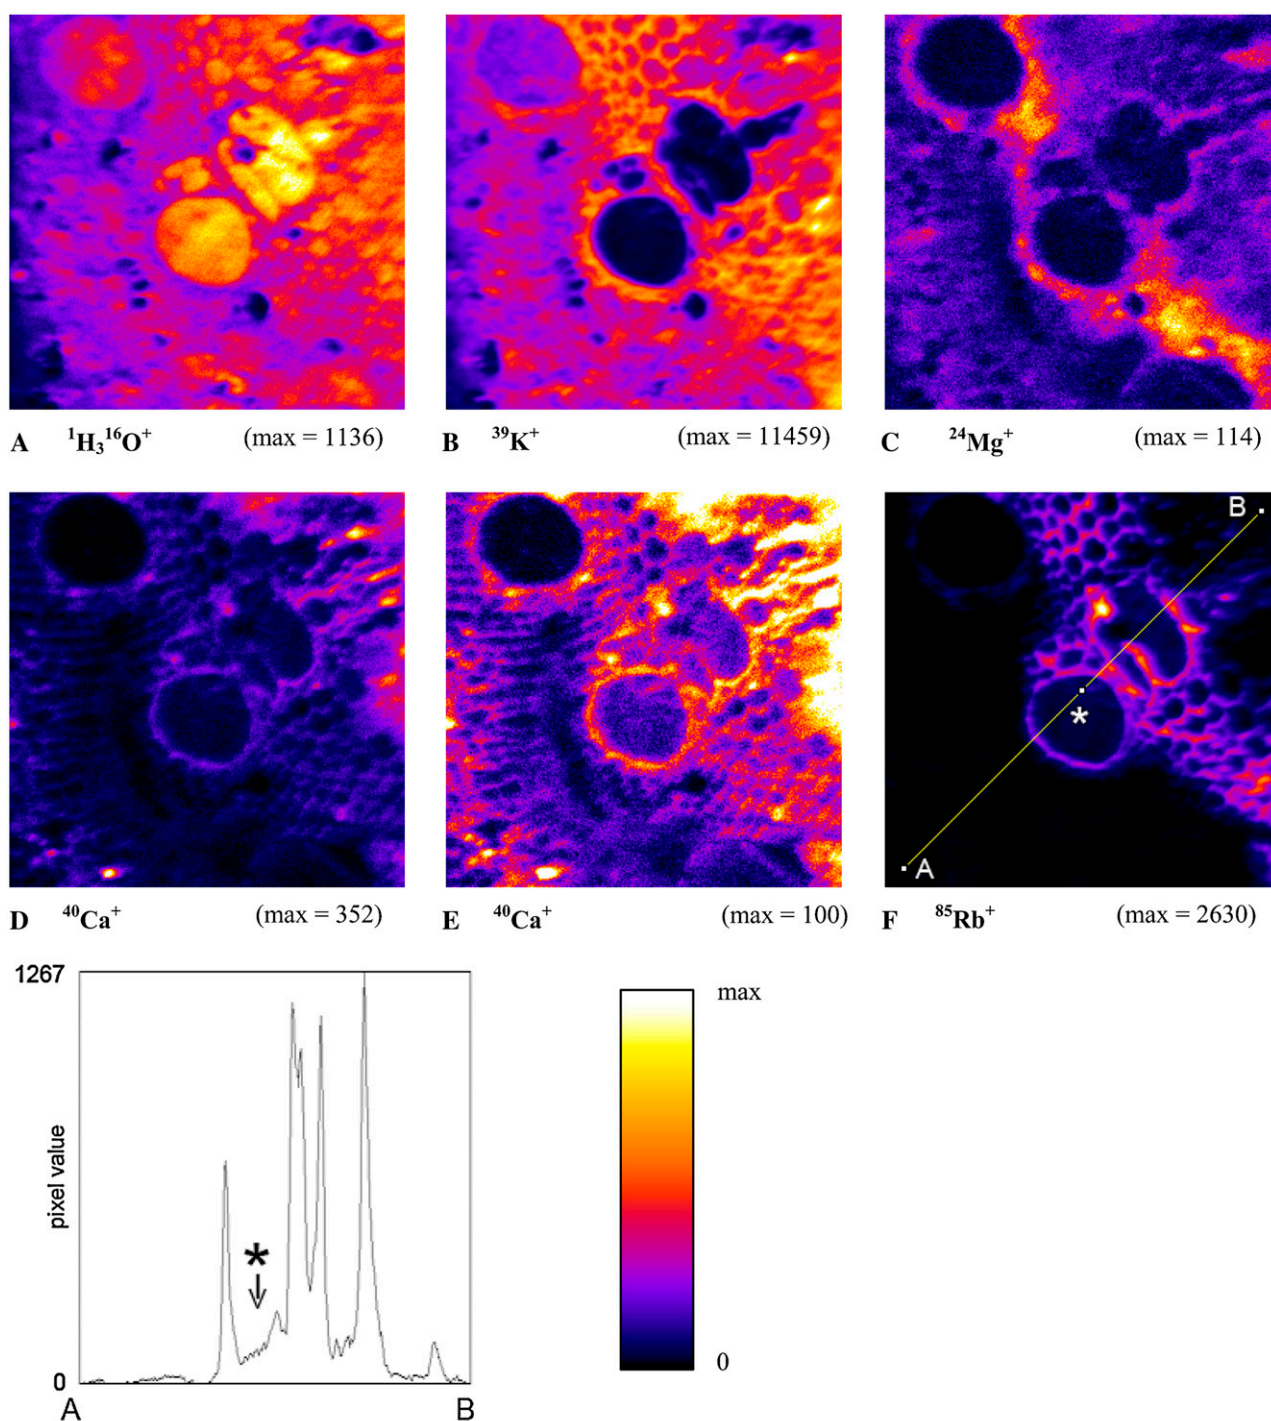 A ¹H₃¹⁶O⁺ (max = 1136) B ³⁹K⁺ (max = 11459) C ²⁴Mg⁺ (max = 114)
B
*
A
D ⁴⁰Ca⁺ (max = 352) E ⁴⁰Ca⁺ (max = 100) F ⁸⁵Rb⁺ (max = 2630)
1267
max
pixel value
*
0
0
A B